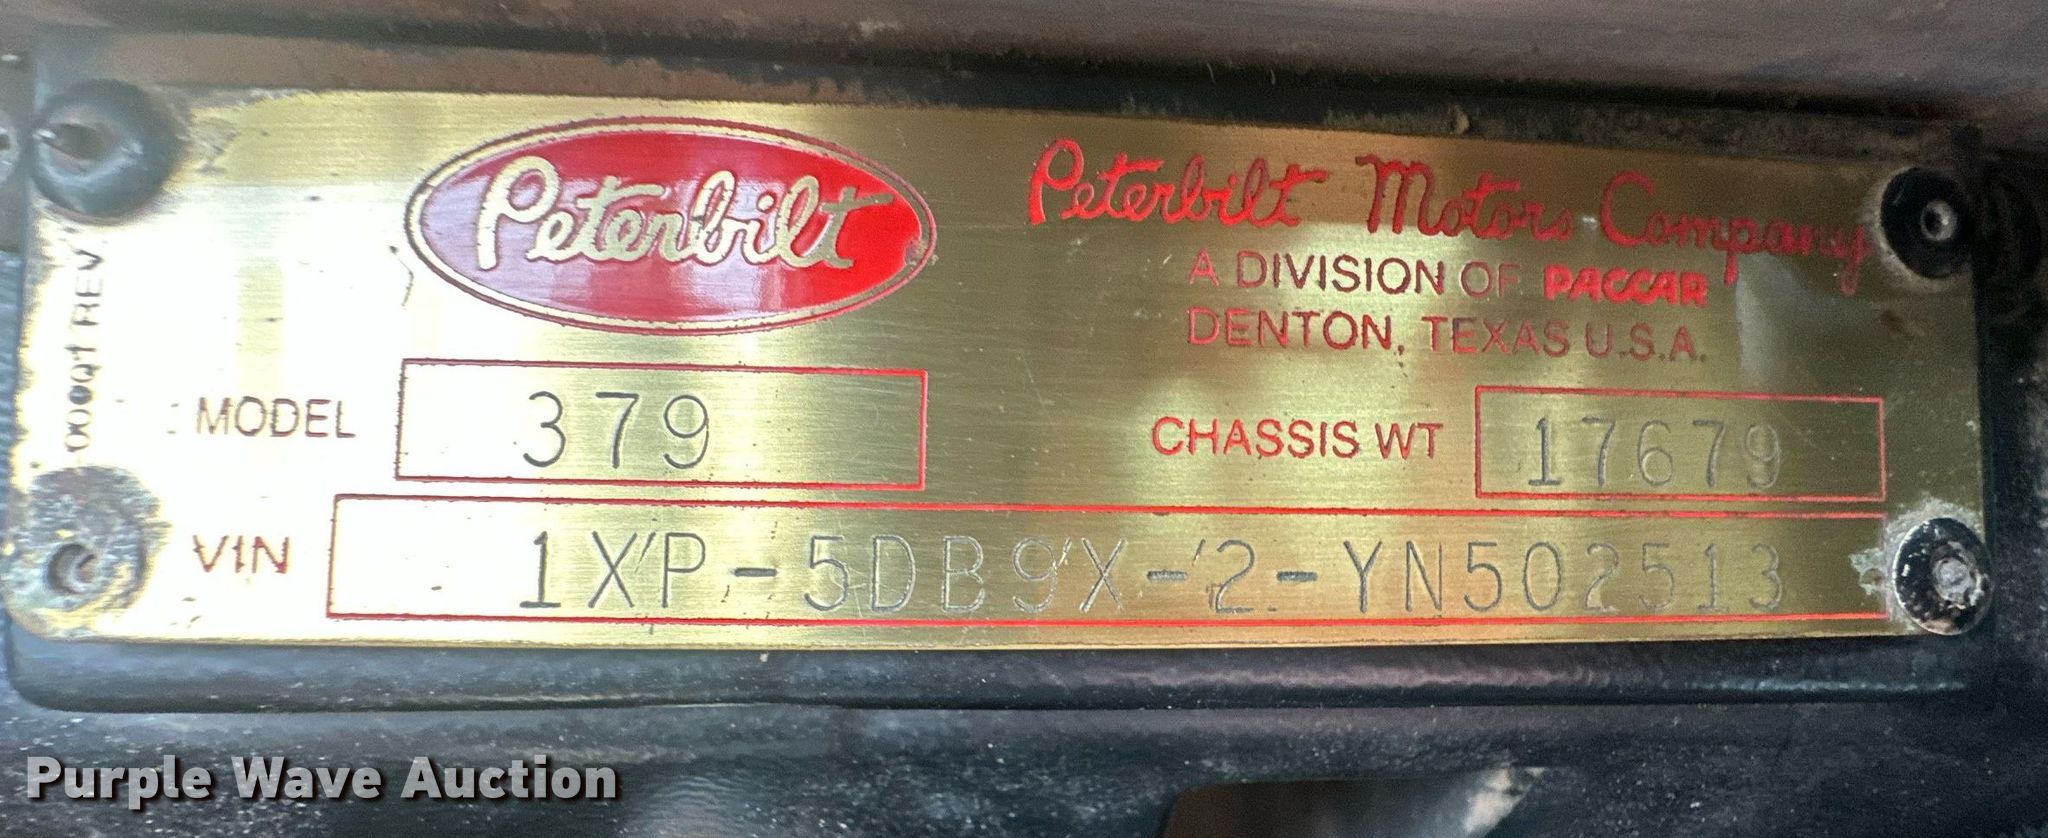 Peterbilt
Peterbilt Motors Company
A DIVISION OF PACCAR
DENTON, TEXAS U.S.A.
MODEL 379
CHASSIS WT 17679
VIN 1XP-5DB9X-2-YN502513
REV
Purple Wave Auction